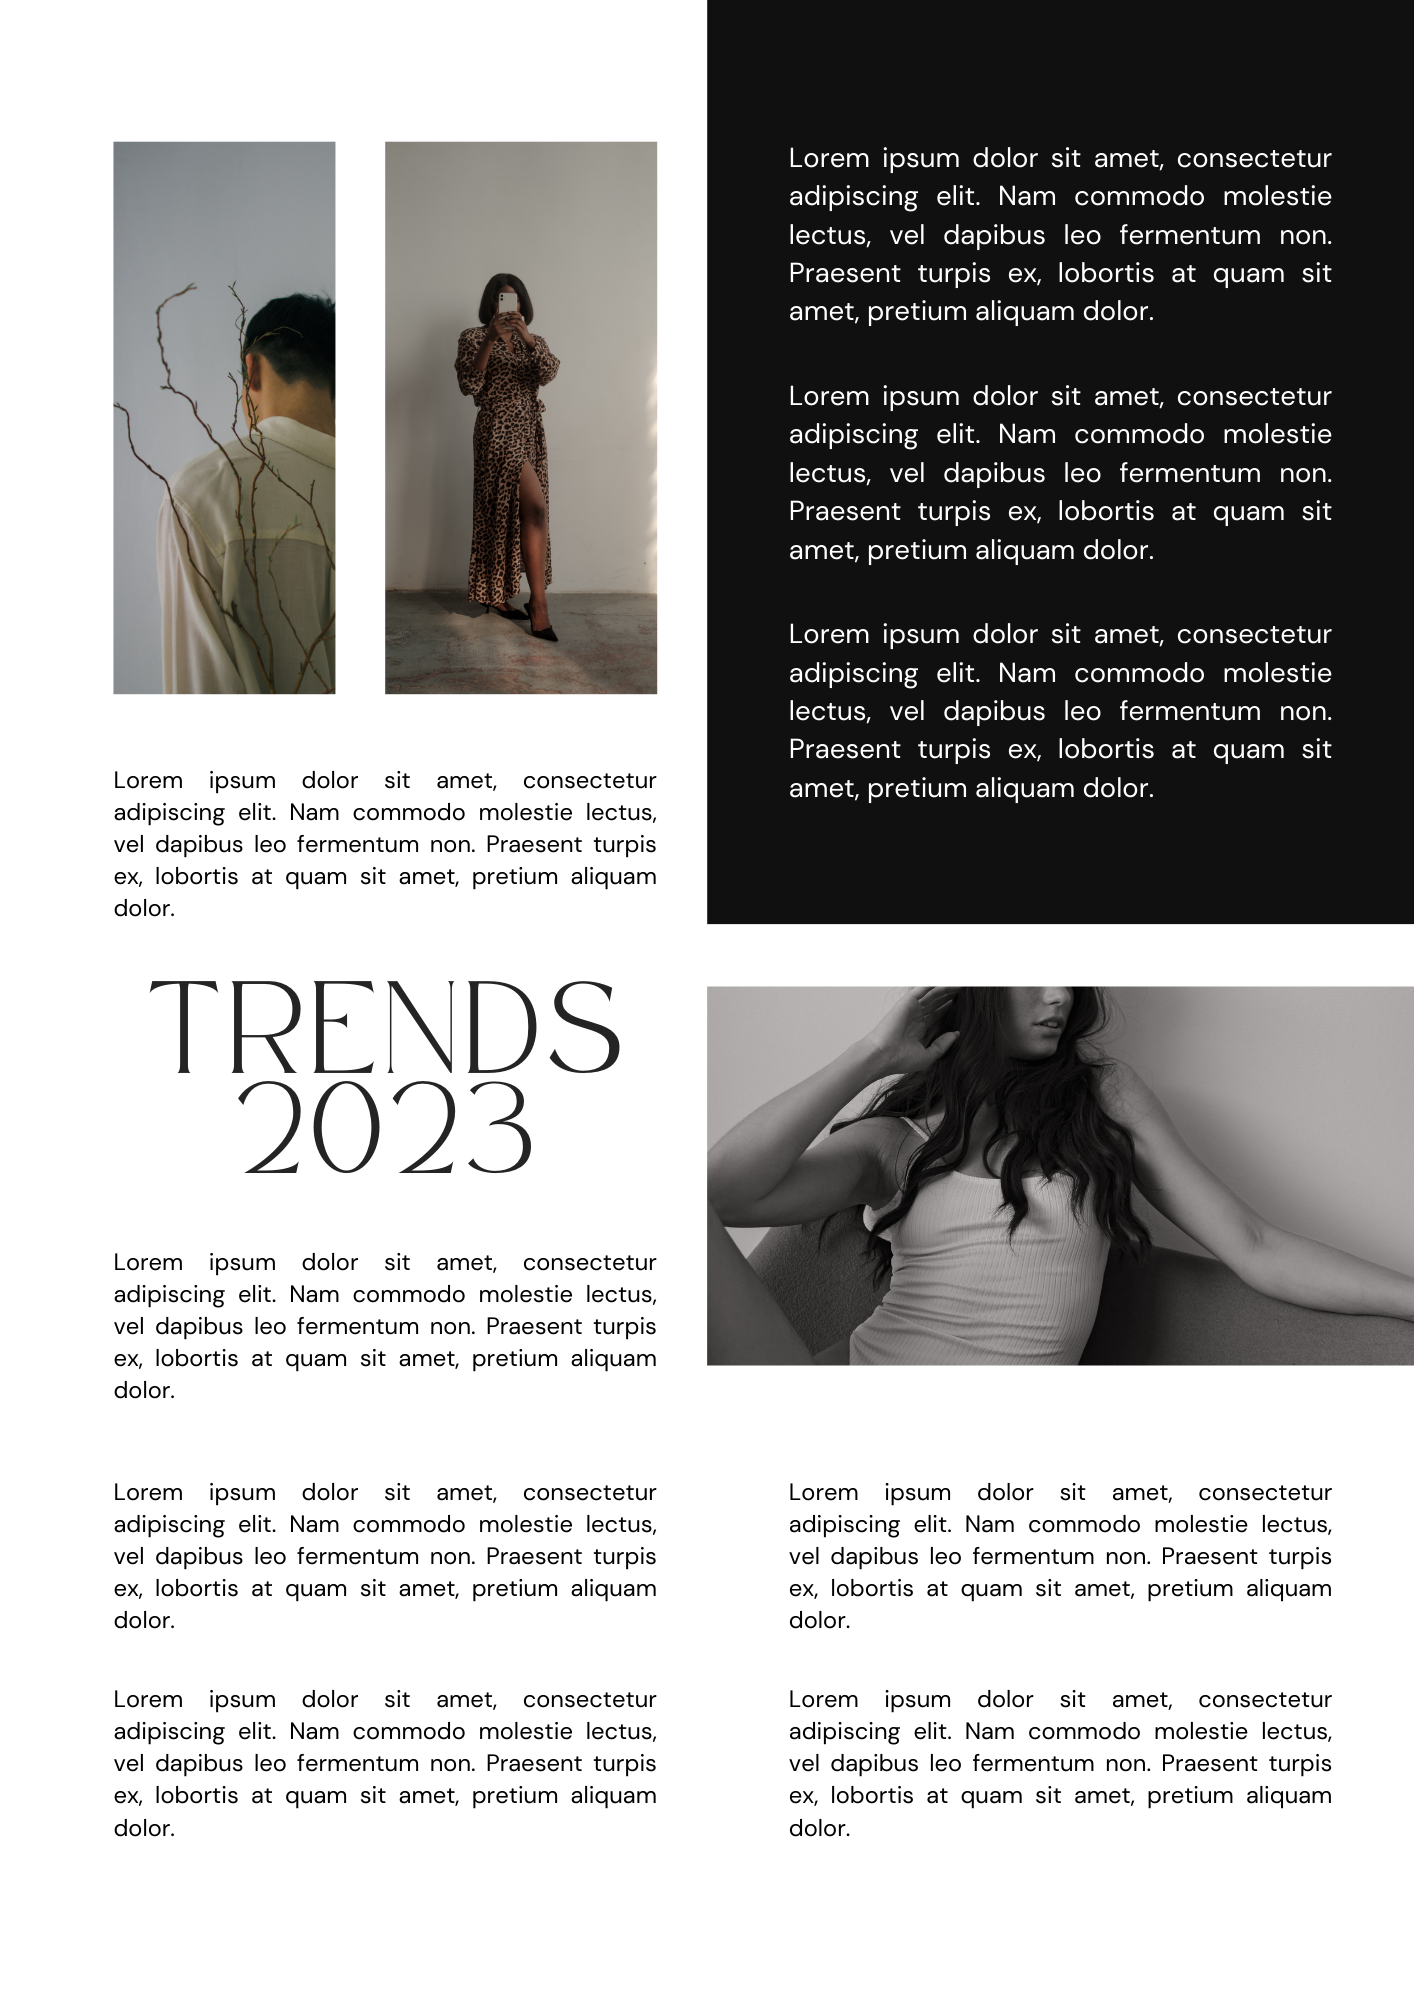 Lorem ipsum dolor sit amet, consectetur
adipiscing elit. Nam commodo molestie lectus,
vel dapibus leo fermentum non. Praesent turpis
ex, lobortis at quam sit amet, pretium aliquam
dolor.
TRENDS
2023
Lorem ipsum dolor sit amet, consectetur
adipiscing elit. Nam commodo molestie lectus,
vel dapibus leo fermentum non. Praesent turpis
ex, lobortis at quam sit amet, pretium aliquam
dolor.
Lorem ipsum dolor sit amet, consectetur
adipiscing elit. Nam commodo molestie lectus,
vel dapibus leo fermentum non. Praesent turpis
ex, lobortis at quam sit amet, pretium aliquam
dolor.
Lorem ipsum dolor sit amet, consectetur
adipiscing elit. Nam commodo molestie lectus,
vel dapibus leo fermentum non. Praesent turpis
ex, lobortis at quam sit amet, pretium aliquam
dolor.
Lorem ipsum dolor sit amet, consectetur
adipiscing elit. Nam commodo molestie
lectus, vel dapibus leo fermentum non.
Praesent turpis ex, lobortis at quam sit
amet, pretium aliquam dolor.
Lorem ipsum dolor sit amet, consectetur
adipiscing elit. Nam commodo molestie
lectus, vel dapibus leo fermentum non.
Praesent turpis ex, lobortis at quam sit
amet, pretium aliquam dolor.
Lorem ipsum dolor sit amet, consectetur
adipiscing elit. Nam commodo molestie
lectus, vel dapibus leo fermentum non.
Praesent turpis ex, lobortis at quam sit
amet, pretium aliquam dolor.
Lorem ipsum dolor sit amet, consectetur
adipiscing elit. Nam commodo molestie lectus,
vel dapibus leo fermentum non. Praesent turpis
ex, lobortis at quam sit amet, pretium aliquam
dolor.
Lorem ipsum dolor sit amet, consectetur
adipiscing elit. Nam commodo molestie lectus,
vel dapibus leo fermentum non. Praesent turpis
ex, lobortis at quam sit amet, pretium aliquam
dolor.